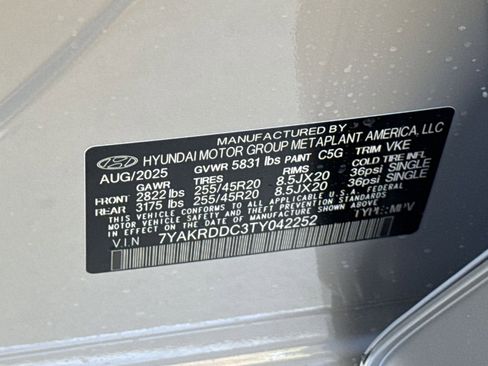 MANUFACTURED BY
HYUNDAI MOTOR GROUP METAPLANT AMERICA, LLC
AUG/2025 GVWR 5831 lbs PAINT C5G TRIM VKE
GAWR TIRES RIMS COLD TIRE INFL
FRONT 2822 lbs 255/45R20 8.5JX20 36psi SINGLE
REAR 3175 lbs 255/45R20 8.5JX20 36psi SINGLE
THIS VEHICLE CONFORMS TO ALL APPLICABLE U.S. FEDERAL
MOTOR VEHICLE SAFETY AND THEFT PREVENTION STANDARDS
IN EFFECT ON THE DATE OF MANUFACTURE SHOWN ABOVE.
V.I.N 7YAKRDDC3TY042252 TYPE:MPV